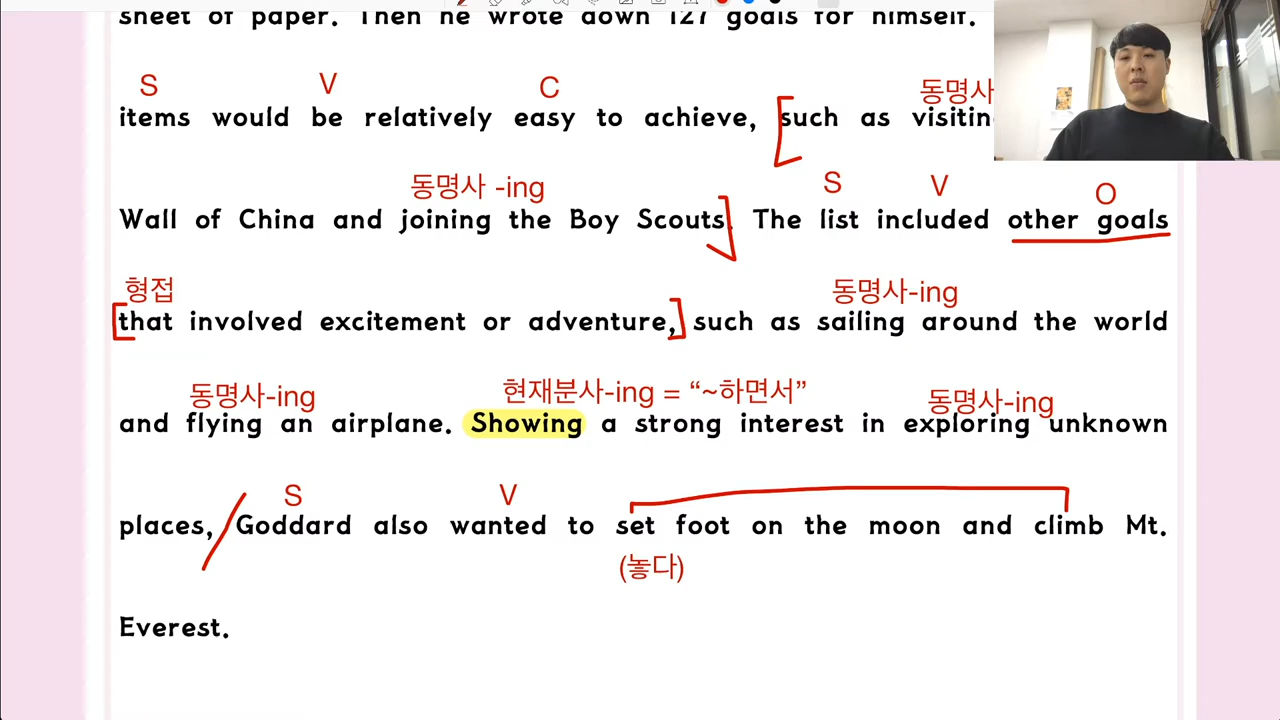 sheet of paper. Then he wrote down 127 goals for himself.
S V C 동명사
items would be relatively easy to achieve, such as
동명사 -ing S V O
Wall of China and joining the Boy Scouts. The list included other goals
형접 동명사-ing
that involved excitement or adventure, such as sailing around the world
동명사-ing 현재분사-ing = “~하면서” 동명사-ing
and flying an airplane. Showing a strong interest in exploring unknown
S V
places, Goddard also wanted to set foot on the moon and climb Mt.
(놓다)
Everest.